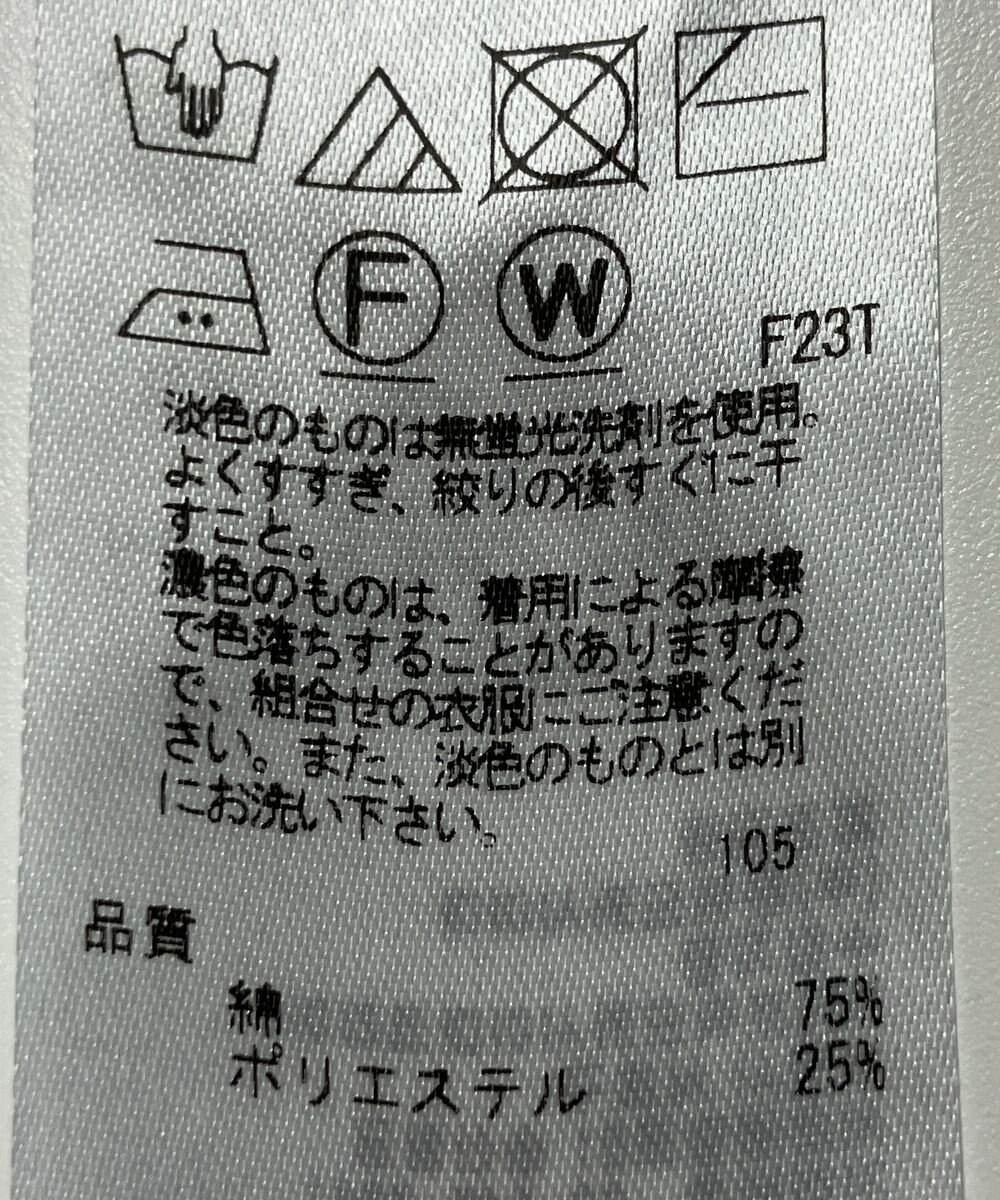 F W
F23T
淡色のものは無蛍光洗剤を使用。
よくすすぎ、絞りの後すぐに干
すこと。
濃色のものは、着用による摩擦
で色落ちすることがありますの
で、組合せの衣服にご注意くだ
さい。また、淡色のものとは別
にお洗い下さい。
105
品質
綿 75%
ポリエステル 25%